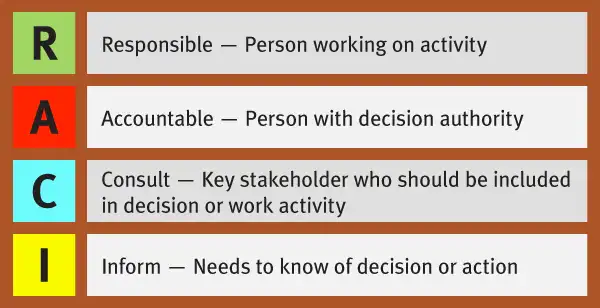 R
Responsible — Person working on activity
A
Accountable — Person with decision authority
C
Consult — Key stakeholder who should be included
in decision or work activity
I
Inform — Needs to know of decision or action